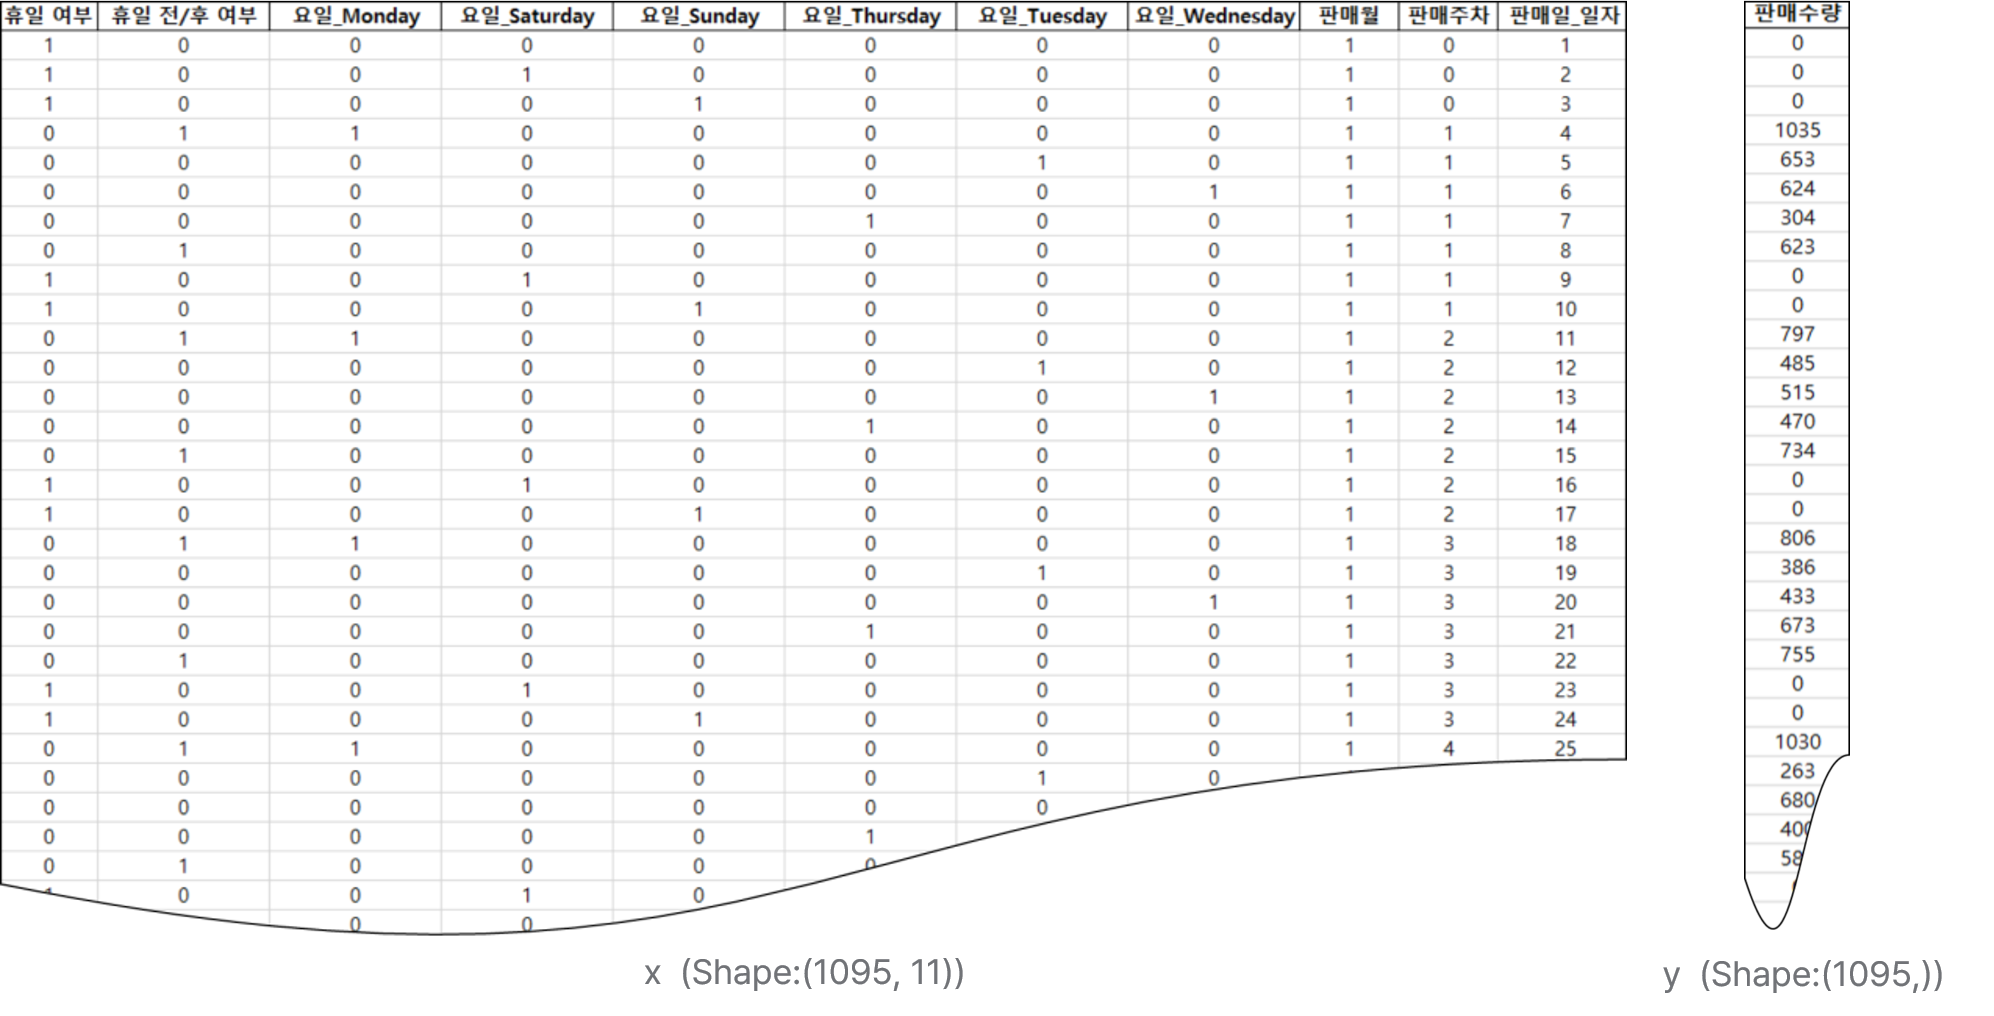 휴일 여부 휴일 전/후 여부 요일_Monday 요일_Saturday 요일_Sunday 요일_Thursday 요일_Tuesday 요일_Wednesday 판매월 판매주차 판매일_일자 판매수량
1 0 0 0 0 0 0 0 1 0 1 0
1 0 0 1 0 0 0 0 1 0 2 0
1 0 0 0 1 0 0 0 1 0 3 0
0 1 1 0 0 0 0 0 1 1 4 1035
0 0 0 0 0 0 1 0 1 1 5 653
0 0 0 0 0 0 0 1 1 1 6 624
0 0 0 0 0 1 0 0 1 1 7 304
0 1 0 0 0 0 0 0 1 1 8 623
1 0 0 1 0 0 0 0 1 1 9 0
1 0 0 0 1 0 0 0 1 1 10 0
0 1 1 0 0 0 0 0 1 2 11 797
0 0 0 0 0 0 1 0 1 2 12 485
0 0 0 0 0 0 0 1 1 2 13 515
0 0 0 0 0 1 0 0 1 2 14 470
0 1 0 0 0 0 0 0 1 2 15 734
1 0 0 1 0 0 0 0 1 2 16 0
1 0 0 0 1 0 0 0 1 2 17 0
0 1 1 0 0 0 0 0 1 3 18 806
0 0 0 0 0 0 1 0 1 3 19 386
0 0 0 0 0 0 0 1 1 3 20 433
0 0 0 0 0 1 0 0 1 3 21 673
0 1 0 0 0 0 0 0 1 3 22 755
1 0 0 1 0 0 0 0 1 3 23 0
1 0 0 0 1 0 0 0 1 3 24 0
0 1 1 0 0 0 0 0 1 4 25 1030
0 0 0 0 0 0 1 0 263
0 0 0 0 0 0 0 680
0 0 0 0 0 1 400
0 1 0 0 0 0 58
1 0 0 1 0
0 0
x (Shape:(1095, 11)) y (Shape:(1095,))